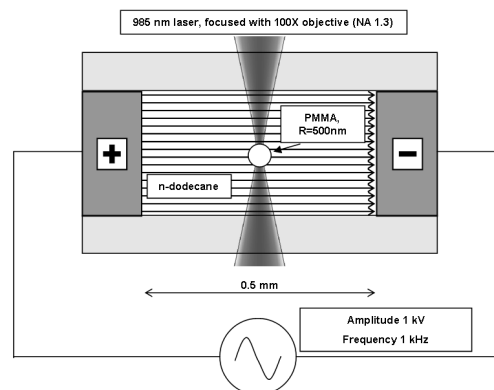 985 nm laser, focused with 100X objective (NA 1.3)
PMMA,
R=500nm
+
-
n-dodecane
0.5 mm
Amplitude 1 kV
Frequency 1 kHz